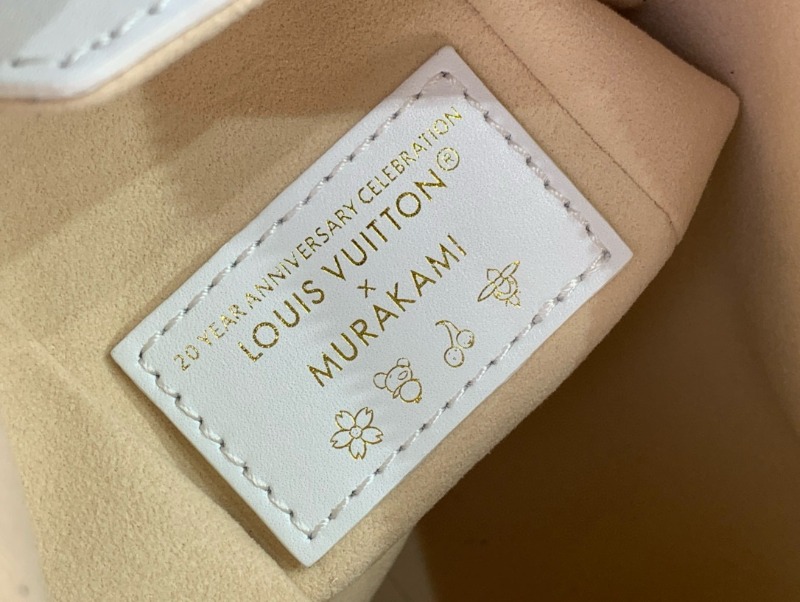 20 YEAR ANNIVERSARY CELEBRATION
LOUIS VUITTON®
x
MURAKAMI